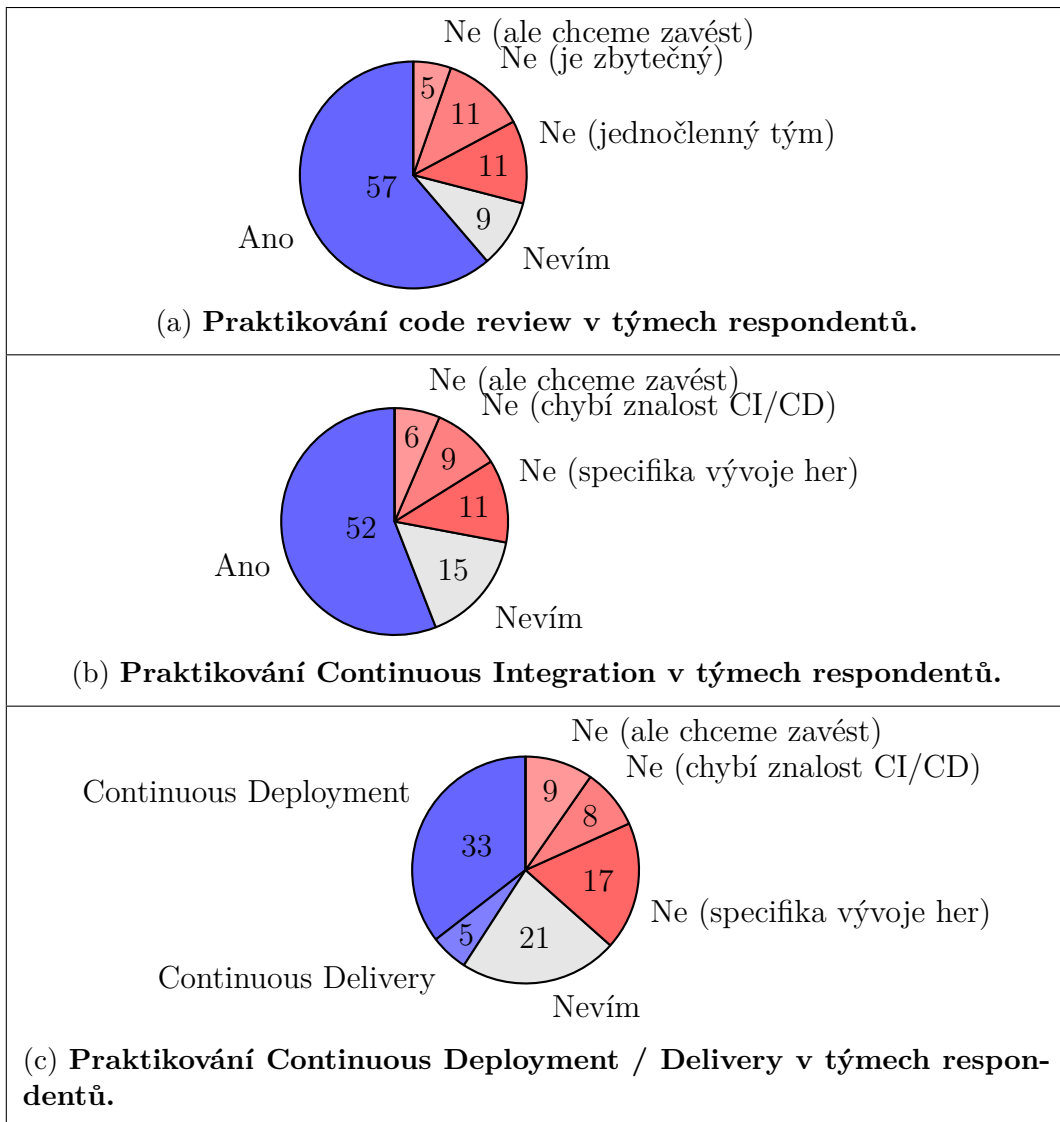 Ne (ale chceme zavést)
Ne (je zbytečný)
5
11
Ne (jednočlenný tým)
11
57
9
Ano
Nevím
(a) Praktikování code review v týmech respondentů.
Ne (ale chceme zavést)
Ne (chybí znalost CI/CD)
6
9
Ne (specifika vývoje her)
11
52
15
Ano
Nevím
(b) Praktikování Continuous Integration v týmech respondentů.
Ne (ale chceme zavést)
Ne (chybí znalost CI/CD)
Continuous Deployment
9
8
33
17
Ne (specifika vývoje her)
5
21
Continuous Delivery
Nevím
(c) Praktikování Continuous Deployment / Delivery v týmech respon-
dentů.